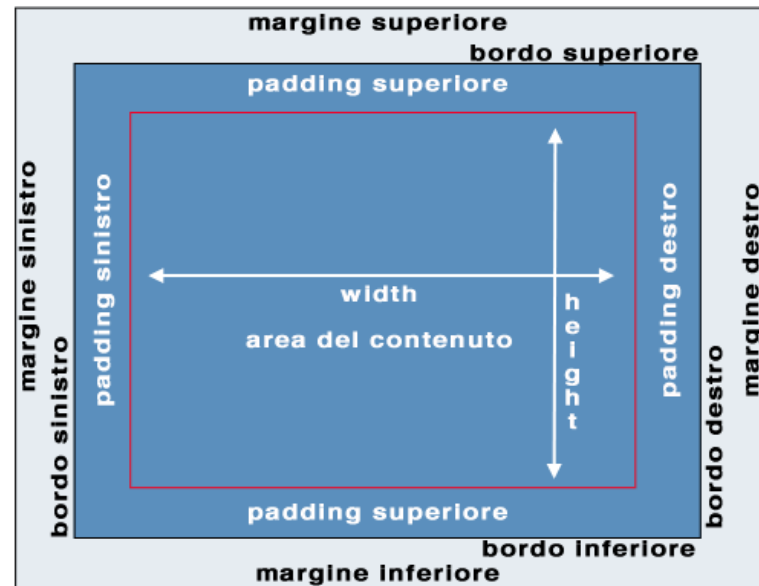 margine superiore
bordo superiore
padding superiore
margine sinistro
padding sinistro
width
area del contenuto
height
padding destro
margine destro
bordo sinistro
bordo destro
padding superiore
bordo inferiore
margine inferiore